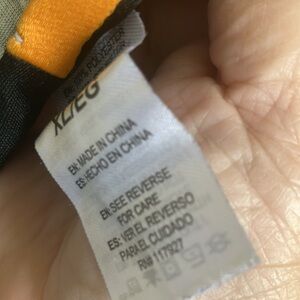 POLYESTER
XL/EG
EN: MADE IN CHINA
ES: HECHO EN CHINA
EN: SEE REVERSE
FOR CARE
ES: VER EL REVERSO
PARA EL CUIDADO
RN# 117927